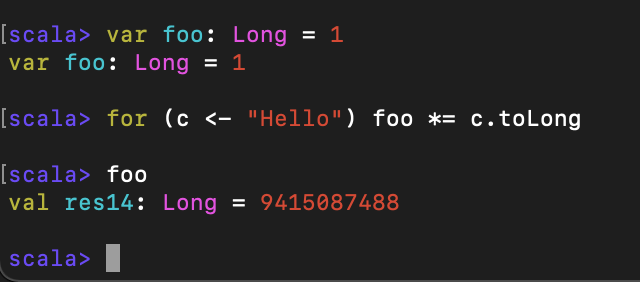 [scala> var foo: Long = 1
var foo: Long = 1
[scala> for (c <- "Hello") foo *= c.toLong
[scala> foo
val res14: Long = 9415087488
scala>